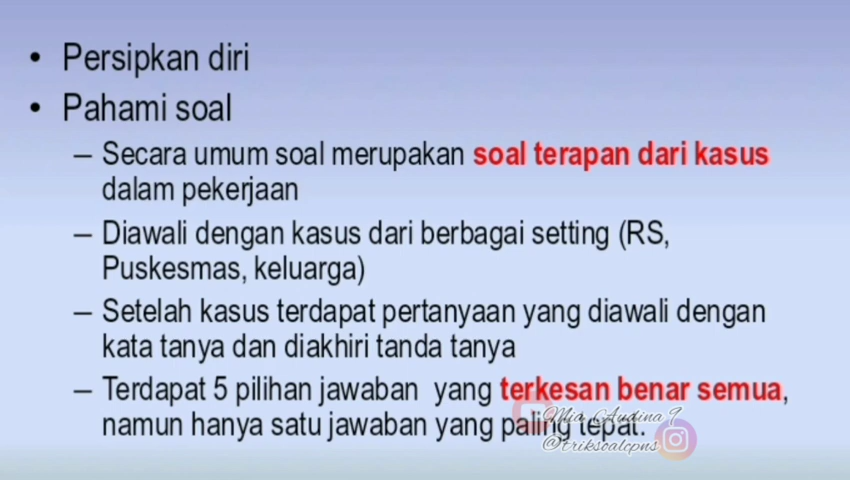 • Persipkan diri
• Pahami soal
– Secara umum soal merupakan soal terapan dari kasus
dalam pekerjaan
– Diawali dengan kasus dari berbagai setting (RS,
Puskesmas, keluarga)
– Setelah kasus terdapat pertanyaan yang diawali dengan
kata tanya dan diakhiri tanda tanya
– Terdapat 5 pilihan jawaban yang terkesan benar semua,
namun hanya satu jawaban yang paling tepat.
Mia Audina 9
@triksoalcpns